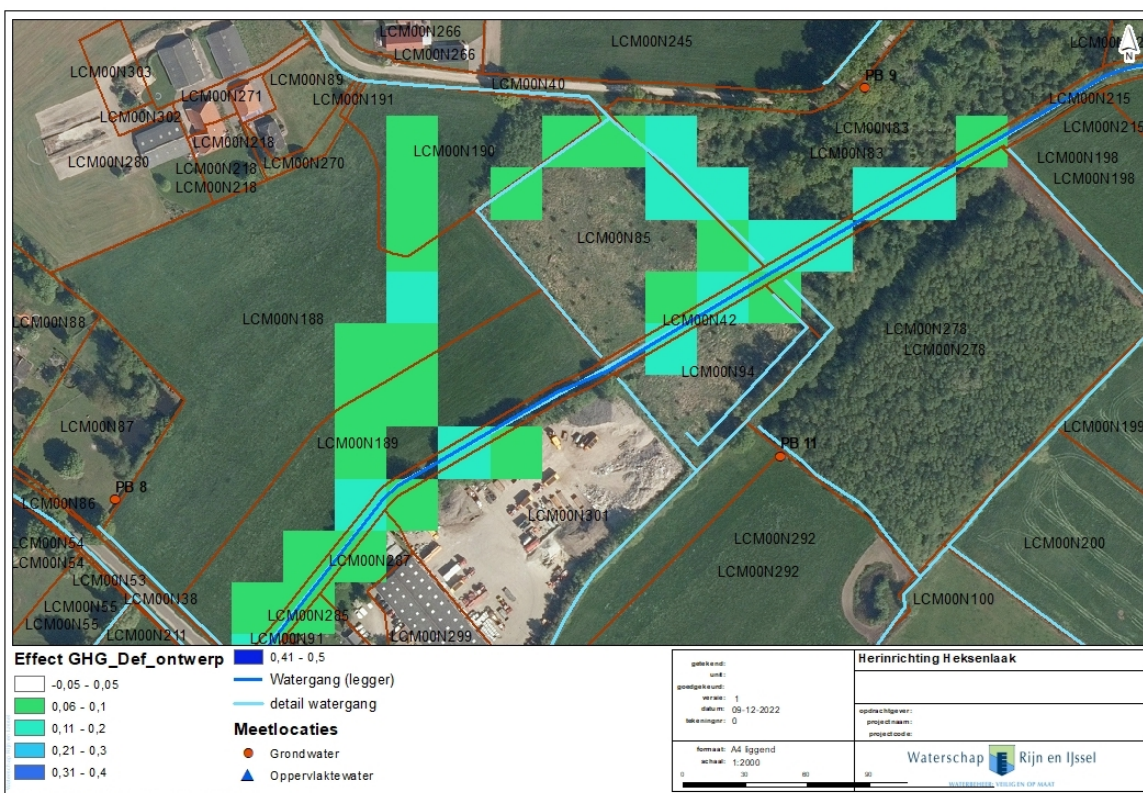 LCM00N266
LCM00N266
LCM00N245
LCM00N303
LCM00N89
LCM00N40
PB 9
LCM00N271
LCM00N191
LCM00N215
LCM00N302
LCM00N83
LCM00N215
LCM00N218
LCM00N190
LCM00N83
LCM00N280
LCM00N218
LCM00N270
LCM00N198
LCM00N218
LCM00N198
LCM00N85
N
LCM00N88
LCM00N188
LCM00N42
LCM00N278
LCM00N278
LCM00N94
LCM00N87
LCM00N189
PB 11
LCM00N199
PB 8
LCM00N86
LCM00N301
LCM00N54
LCM00N292
LCM00N200
LCM00N54
LCM00N287
LCM00N53
LCM00N292
LCM00N38
LCM00N55
LCM00N285
LCM00N100
LCM00N55
LCM00N211
LCM00N91
LCM00N299
Effect GHG_Def_ontwerp
-0,05 - 0,05
0,06 - 0,1
0,11 - 0,2
0,21 - 0,3
0,31 - 0,4
0,41 - 0,5
Watergang (legger)
detail watergang
Meetlocaties
Grondwater
Oppervlaktewater
getekend:
unit:
goedgekeurd:
versie: 1
datum: 09-12-2022
tekeningnr: 0
formaat: A4 liggend
schaal: 1:2000
0 30 60 90
Herinrichting Heksenlaak
opdrachtgever:
projectnaam:
projectcode:
Waterschap Rijn en IJssel
WATERBEHEER: VEILIG EN OP MAAT